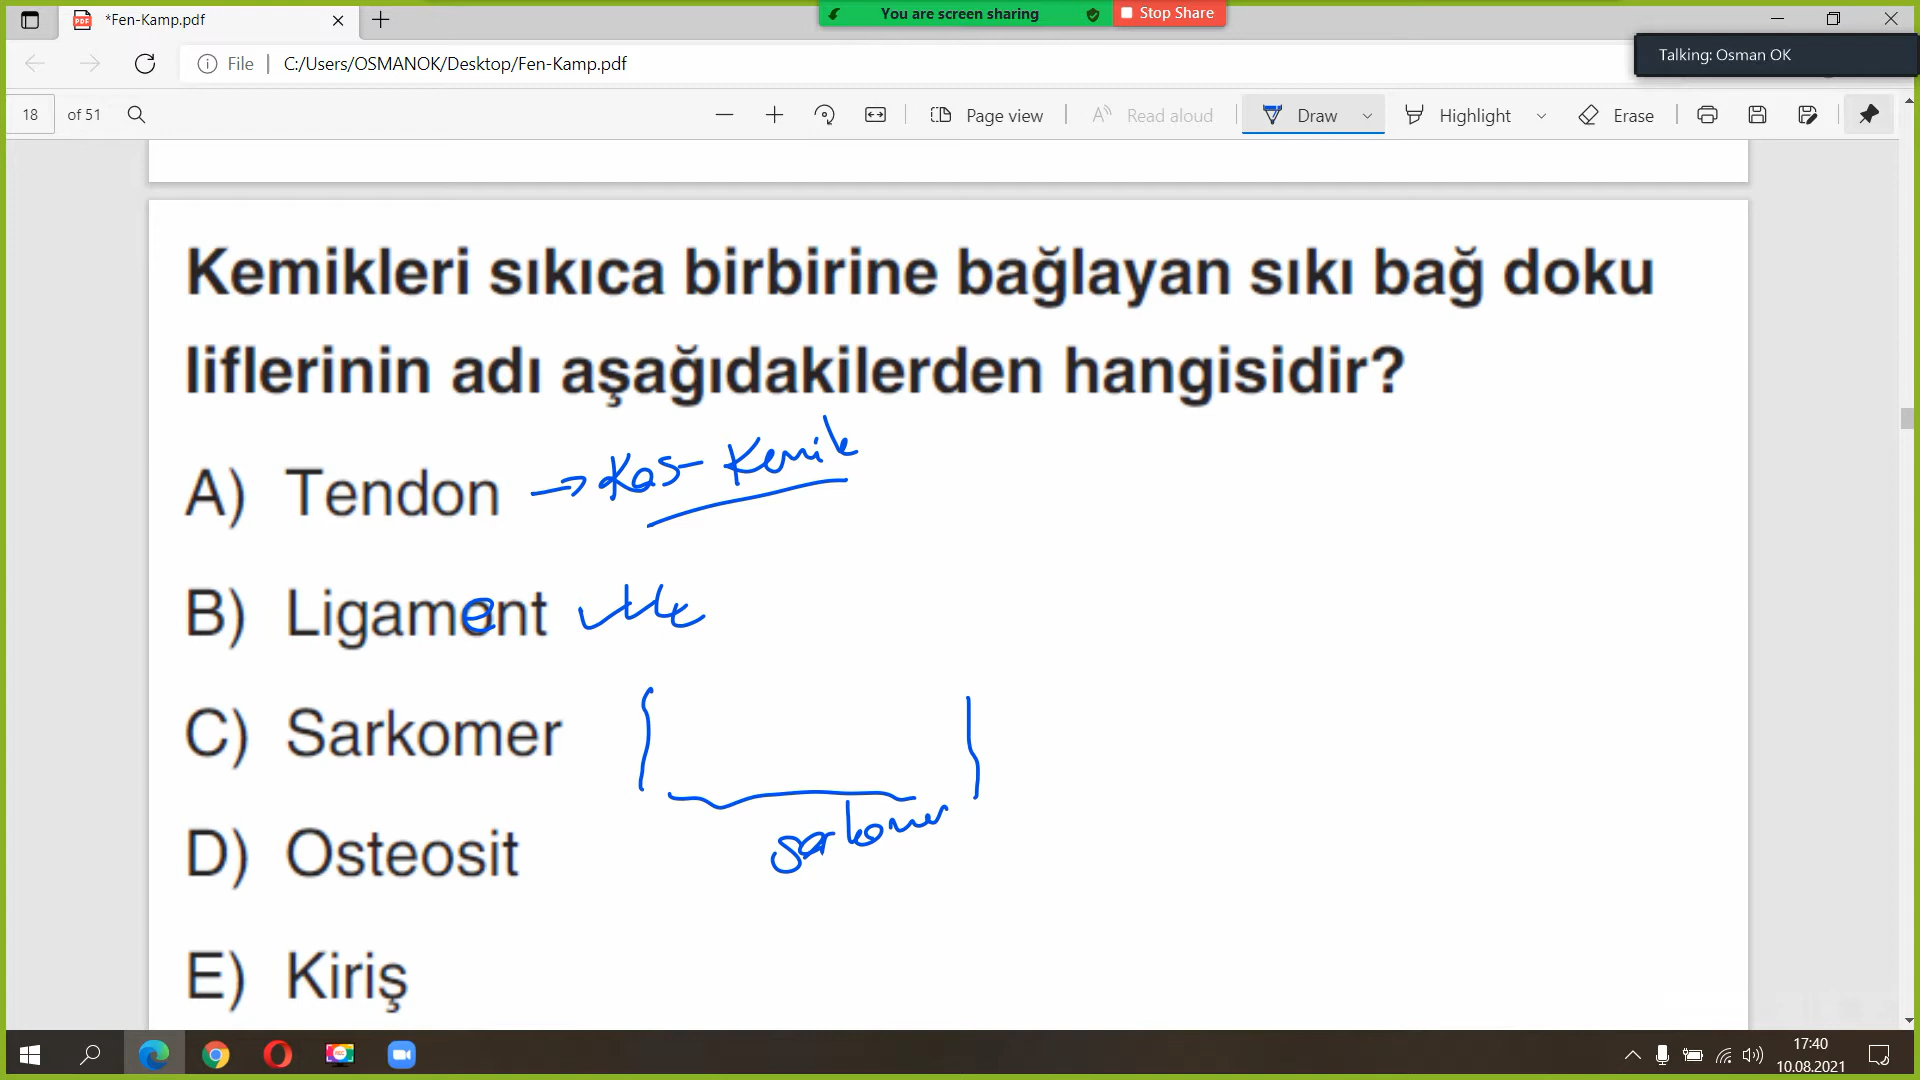 *Fen-Kamp.pdf
You are screen sharing
Stop Share
File
C:/Users/OSMANOK/Desktop/Fen-Kamp.pdf
Talking: Osman OK
18 of 51
Page view
Read aloud
Draw
Highlight
Erase
Kemikleri sıkıca birbirine bağlayan sıkı bağ doku
liflerinin adı aşağıdakilerden hangisidir?
A) Tendon → Kas - Kemik
B) Ligament
C) Sarkomer
sarkomer
D) Osteosit
E) Kiriş
17:40
10.08.2021